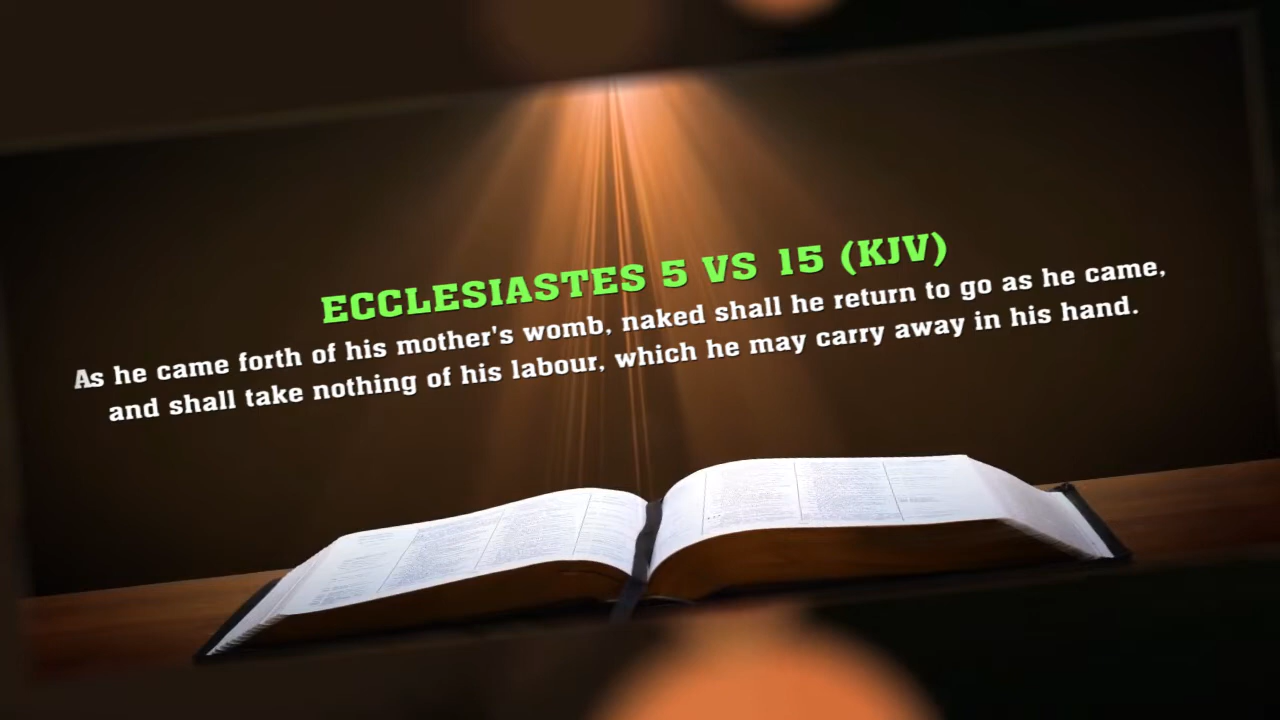 ECCLESIASTES 5 VS 15 (KJV)
As he came forth of his mother's womb, naked shall he return to go as he came,
and shall take nothing of his labour, which he may carry away in his hand.